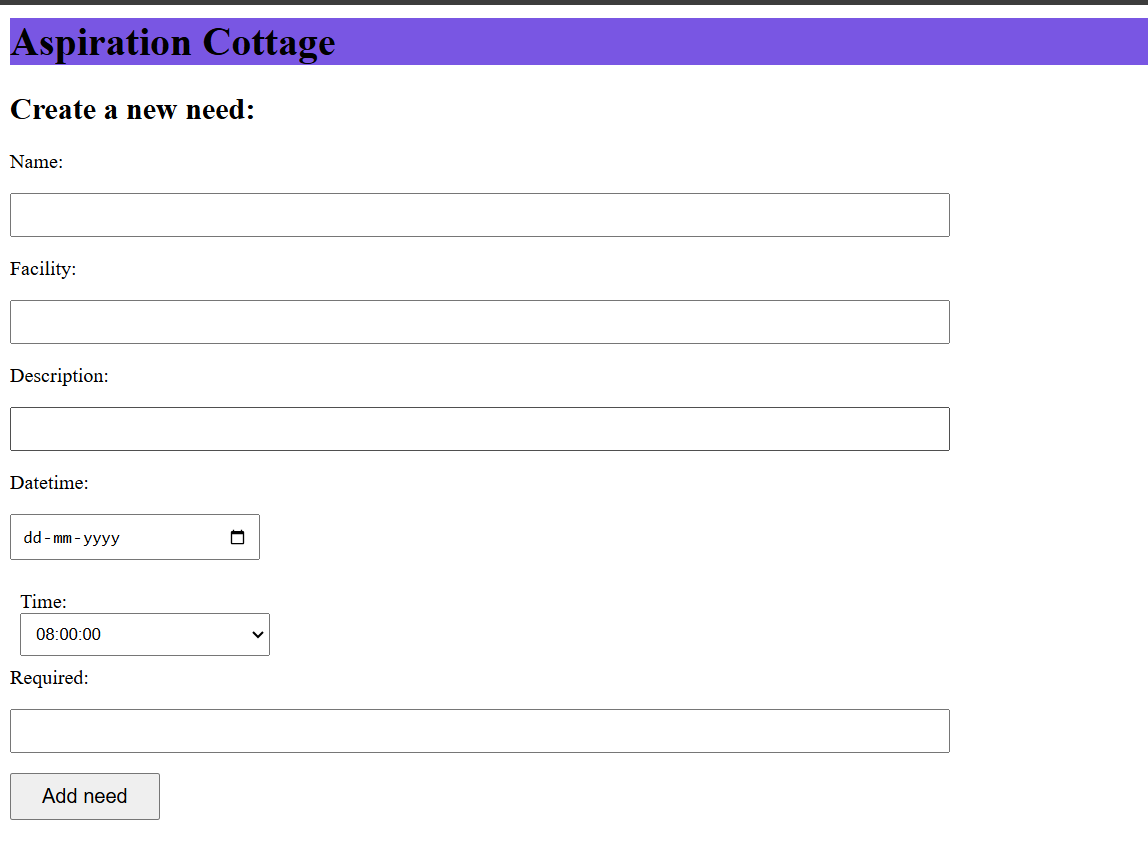 Aspiration Cottage
Create a new need:
Name:
Facility:
Description:
Datetime:
dd-mm-yyyy
Time:
08:00:00
Required:
Add need